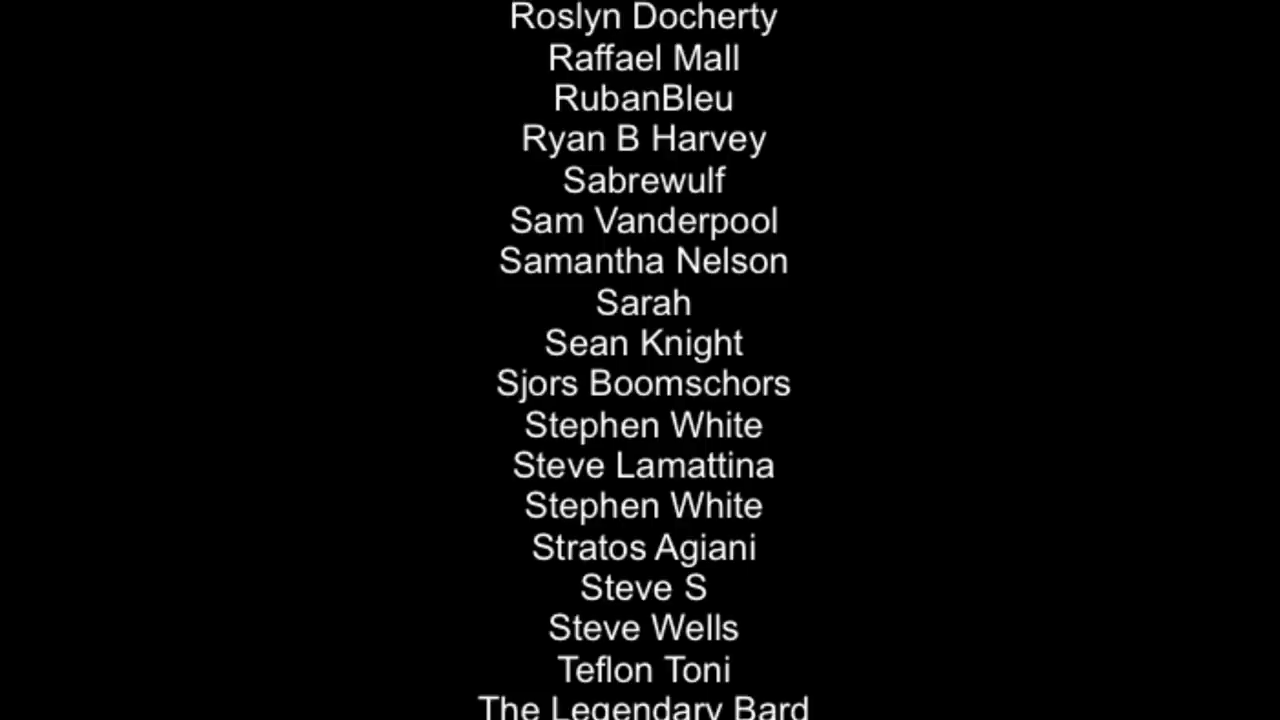 Roslyn Docherty
Raffael Mall
RubanBleu
Ryan B Harvey
Sabrewulf
Sam Vanderpool
Samantha Nelson
Sarah
Sean Knight
Sjors Boomschors
Stephen White
Steve Lamattina
Stephen White
Stratos Agiani
Steve S
Steve Wells
Teflon Toni
The Legendary Bard